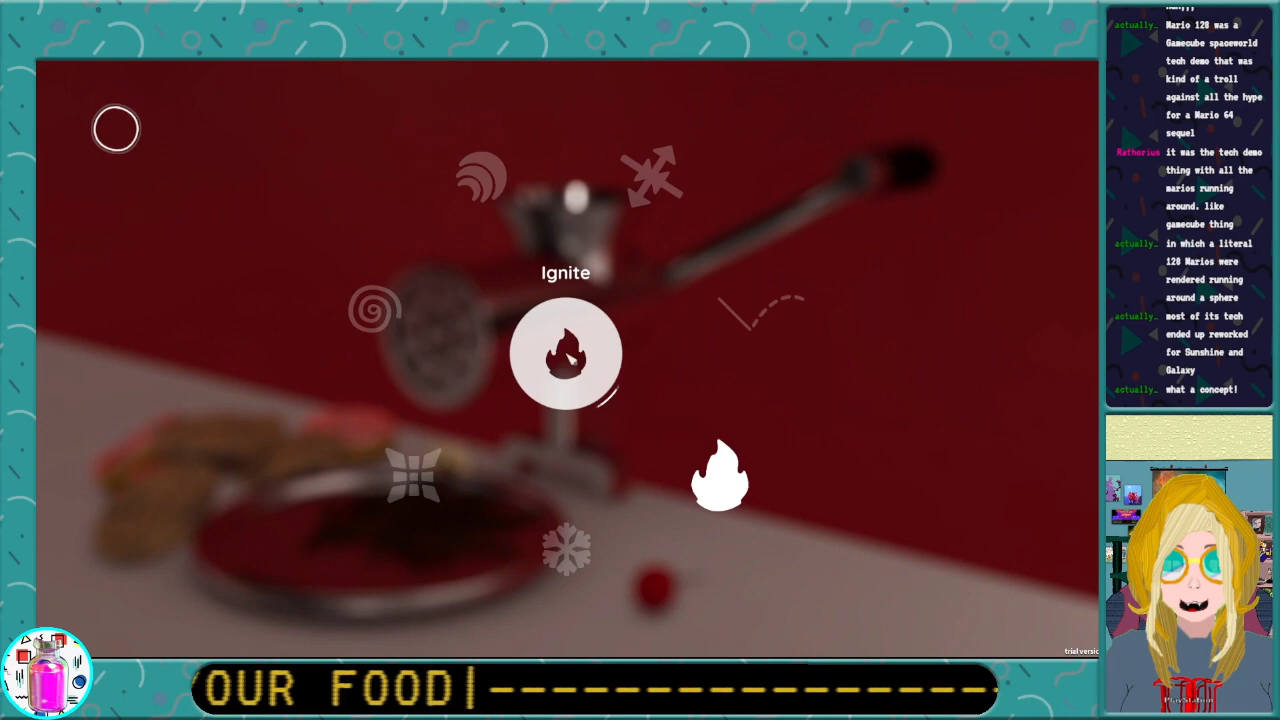 actually_ Mario 128 was a
Gamecube spaceworld
tech demo that was
kind of a troll
against all the hype
for a Mario 64
sequel
Rathorius it was the tech demo
thing with all the
marios running
around. like
gamecube thing
actually_ in which a literal
128 Marios were
rendered running
around a sphere
actually_ most of its tech
ended up reworked
for Sunshine and
Galaxy
actually_ what a concept!
Ignite
trial versio
PlayStation
OUR FOOD